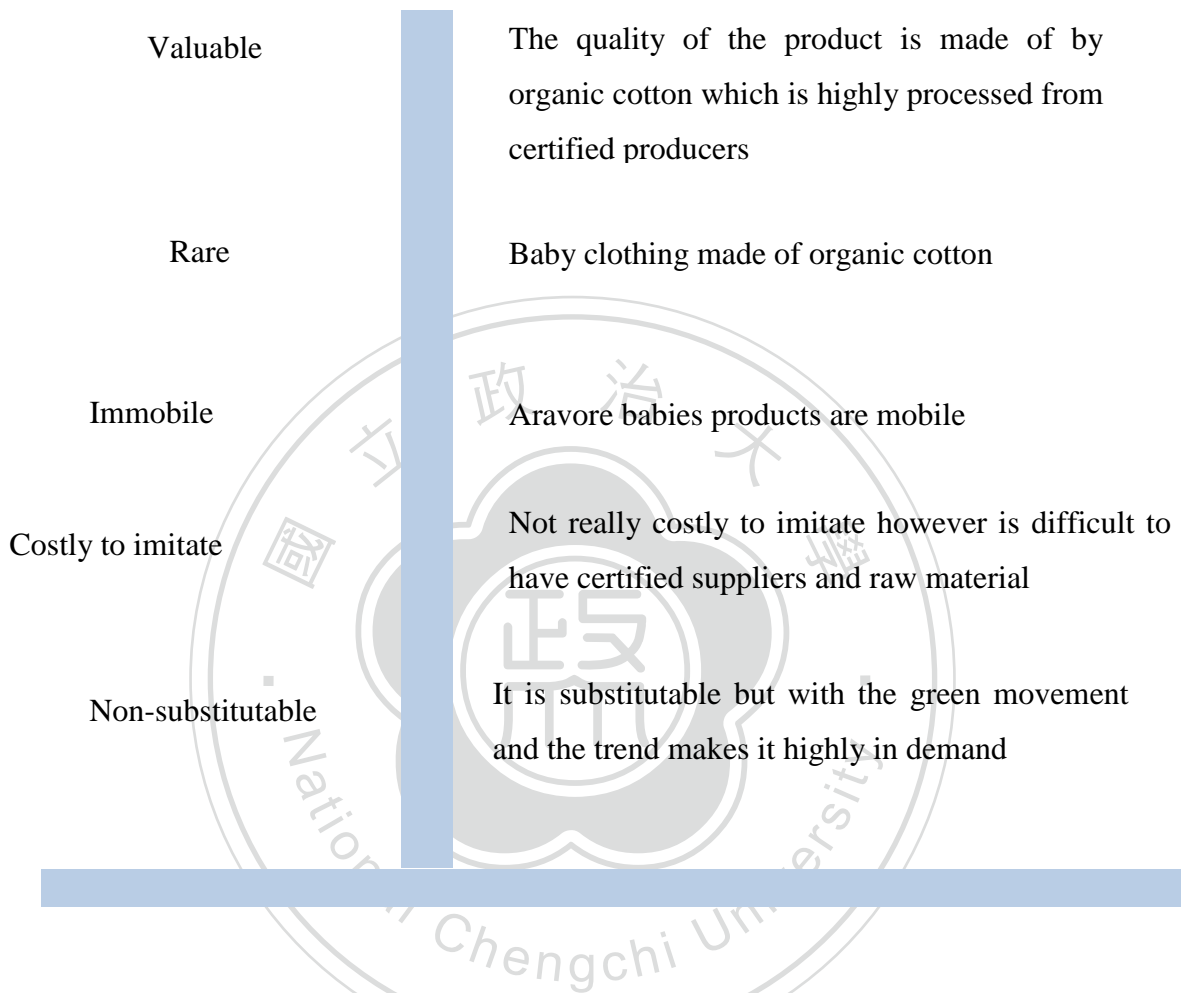 Valuable
The quality of the product is made of by
organic cotton which is highly processed from
certified producers
Rare
Baby clothing made of organic cotton
Immobile
Aravore babies products are mobile
Costly to imitate
Not really costly to imitate however is difficult to
have certified suppliers and raw material
Non-substitutable
It is substitutable but with the green movement
and the trend makes it highly in demand
國立政治大學
政
National Chengchi University